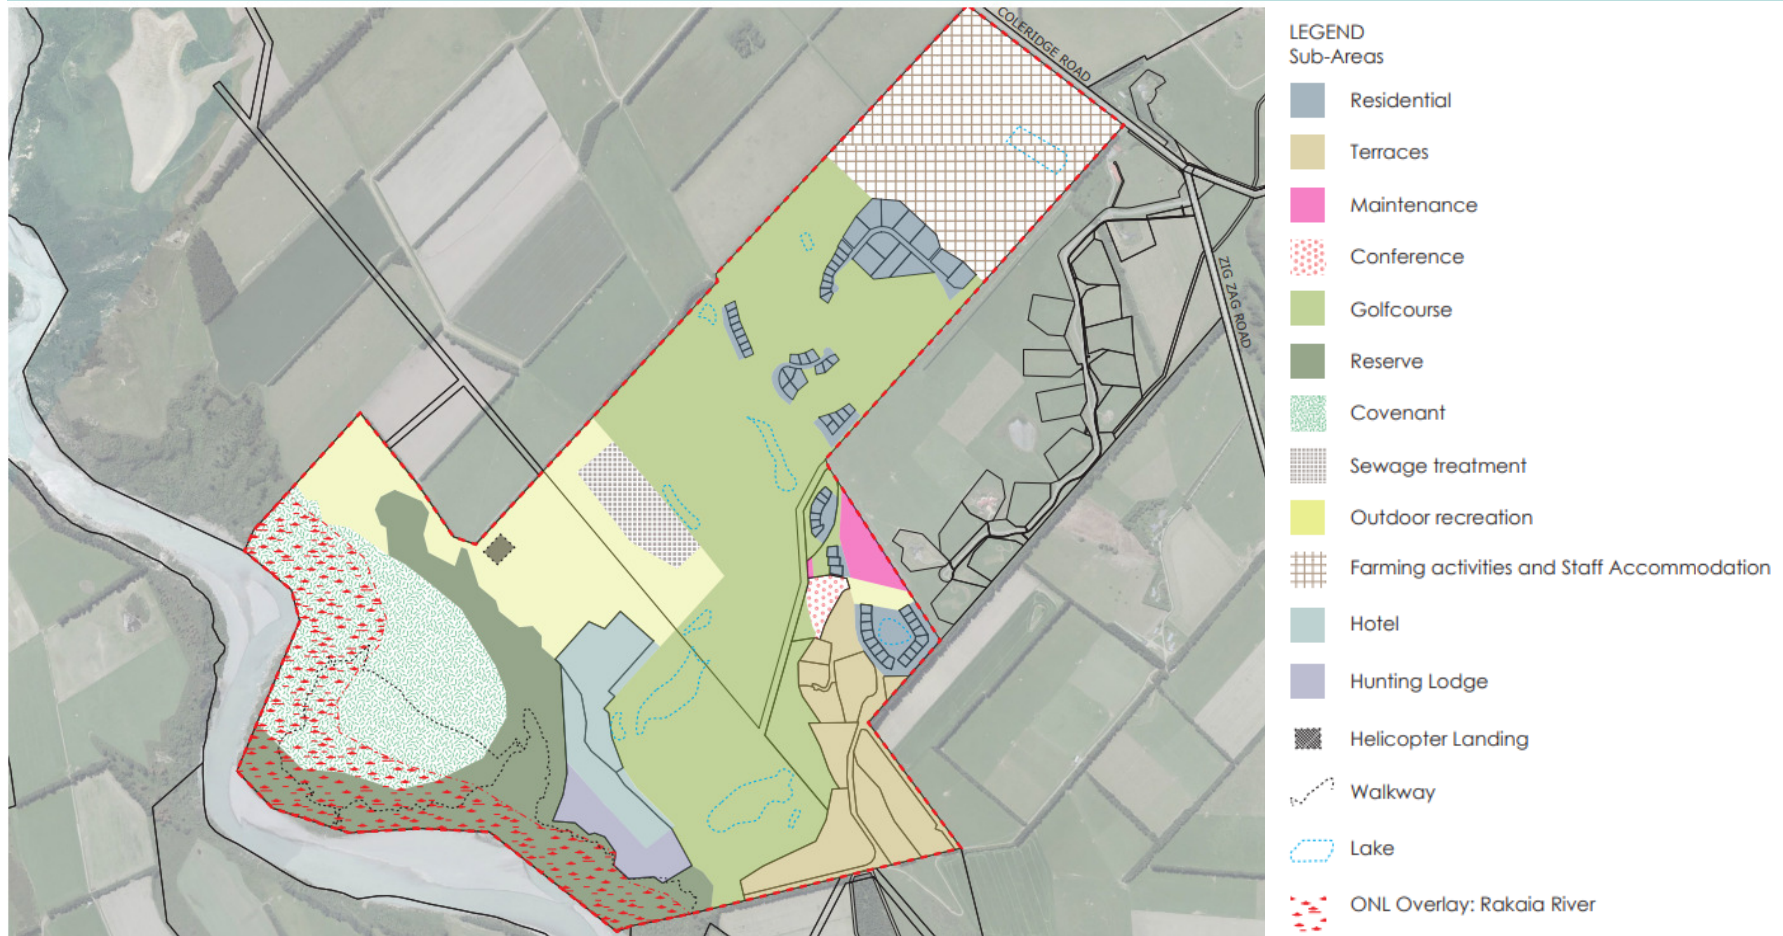 COLERIDGE ROAD
ZIG ZAG ROAD
LEGEND
Sub-Areas
Residential
Terraces
Maintenance
Conference
Golfcourse
Reserve
Covenant
Sewage treatment
Outdoor recreation
Farming activities and Staff Accommodation
Hotel
Hunting Lodge
Helicopter Landing
Walkway
Lake
ONL Overlay: Rakaia River